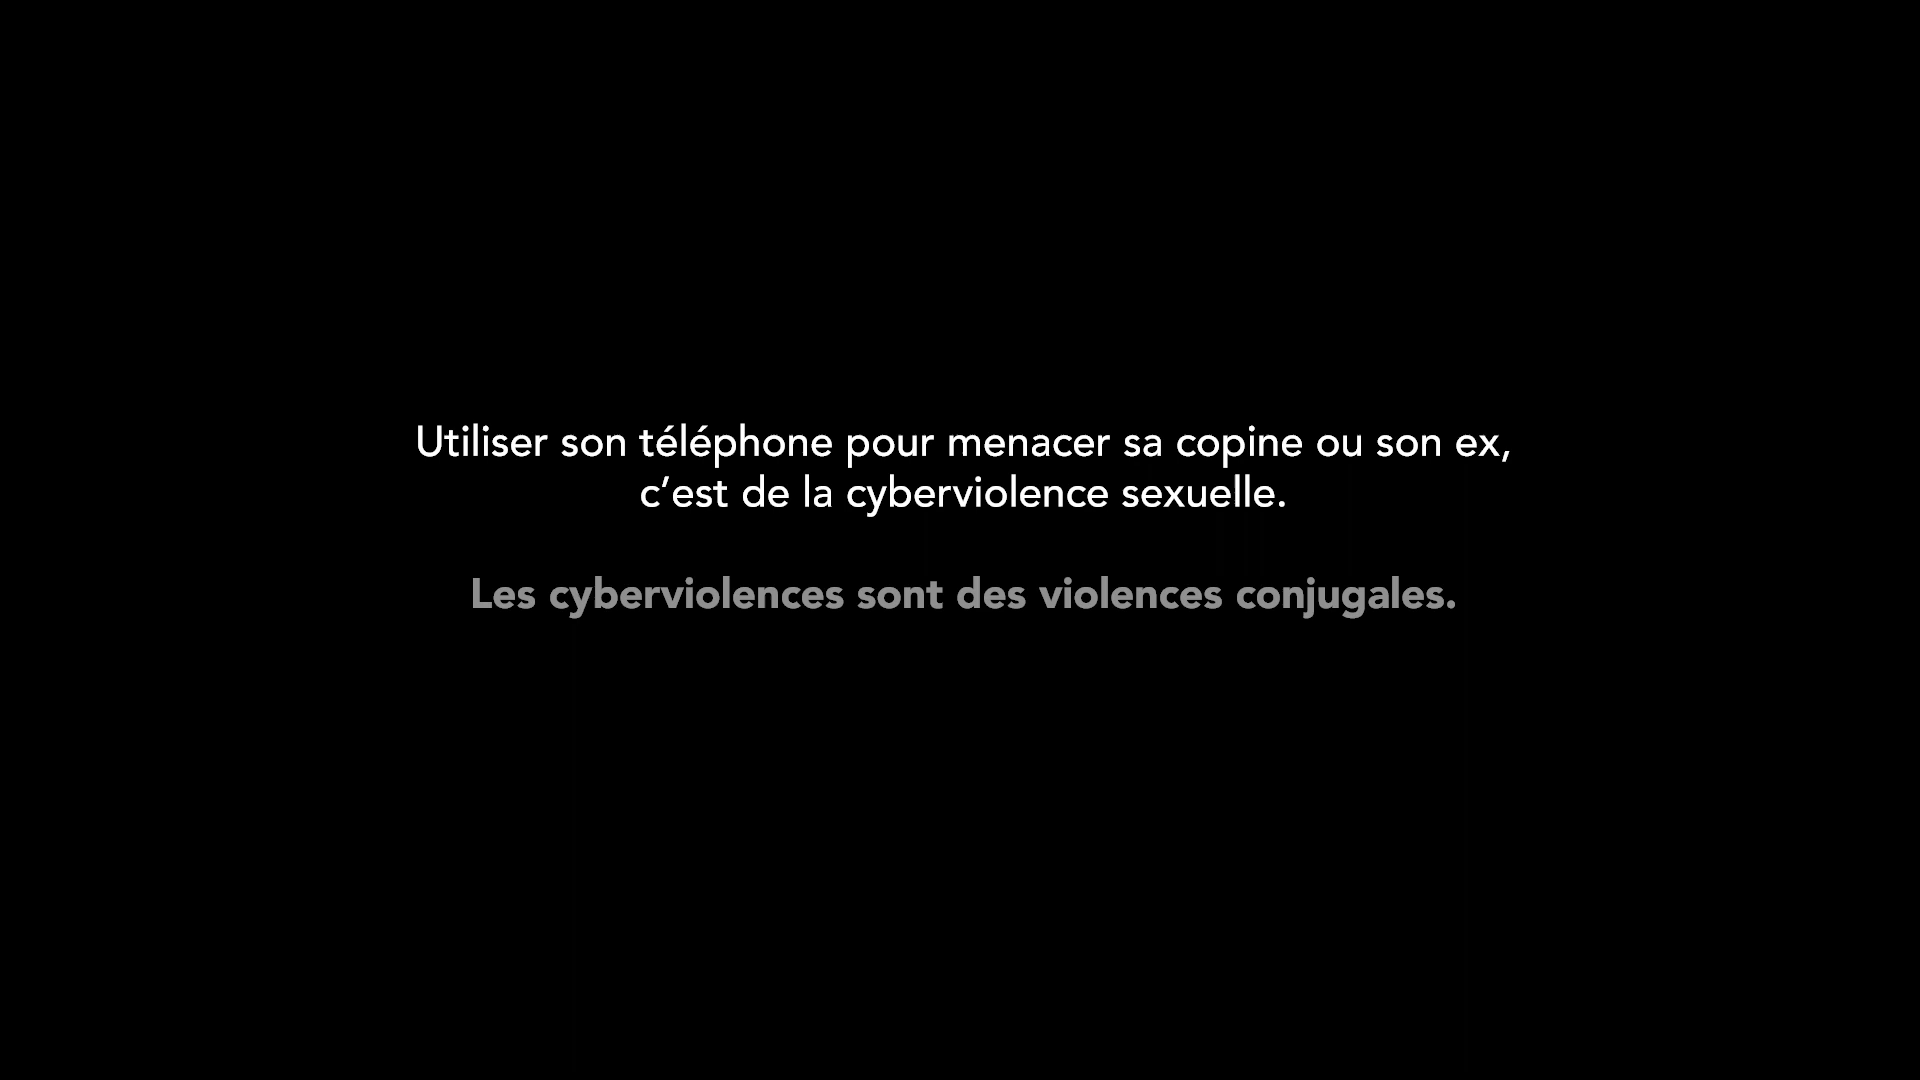 Utiliser son téléphone pour menacer sa copine ou son ex,
c’est de la cyberviolence sexuelle.
Les cyberviolences sont des violences conjugales.